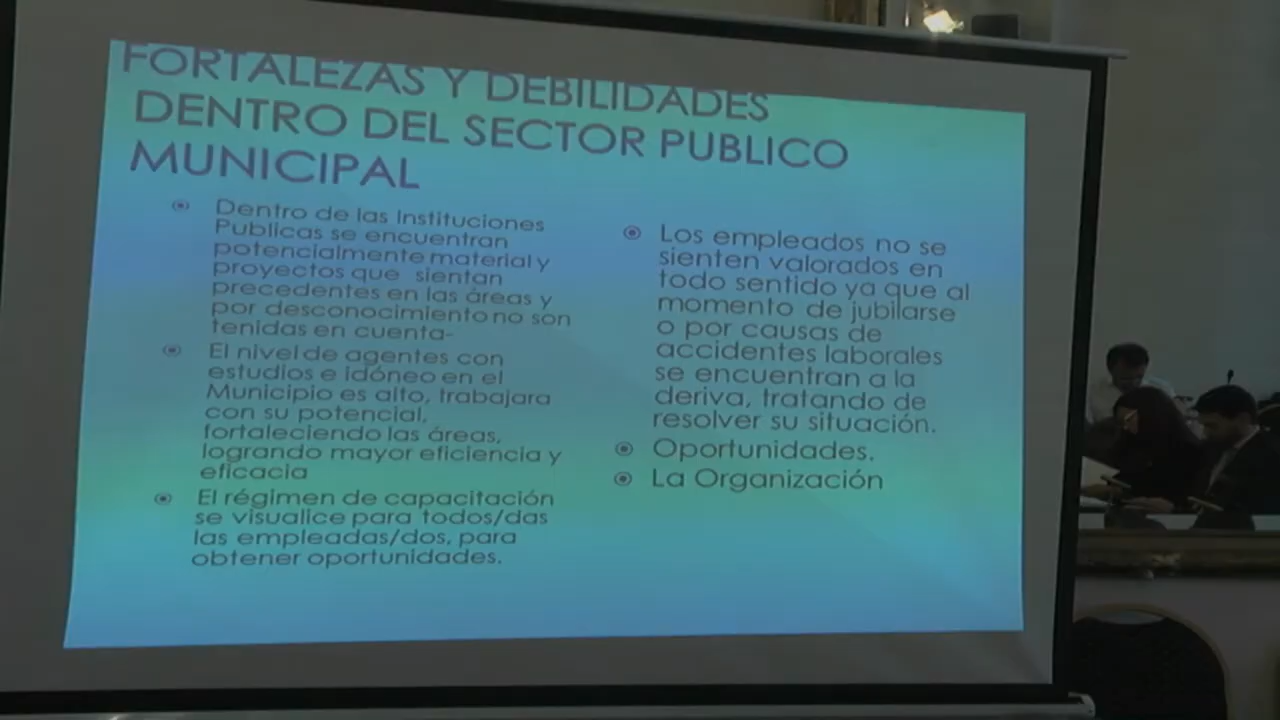 FORTALEZAS Y DEBILIDADES
DENTRO DEL SECTOR PUBLICO
MUNICIPAL
Dentro de las Instituciones
Publicas se encuentran
potencialmente material y
proyectos que sientan
precedentes en las áreas y
por desconocimiento no son
tenidas en cuenta-
El nivel de agentes con
estudios e idóneo en el
Municipio es alto, trabajara
con su potencial,
fortaleciendo las áreas,
logrando mayor eficiencia y
eficacia
El régimen de capacitación
se visualice para todos/das
las empleadas/dos, para
obtener oportunidades.
Los empleados no se
sienten valorados en
todo sentido ya que al
momento de jubilarse
o por causas de
accidentes laborales
se encuentran a la
deriva, tratando de
resolver su situación.
Oportunidades.
La Organización